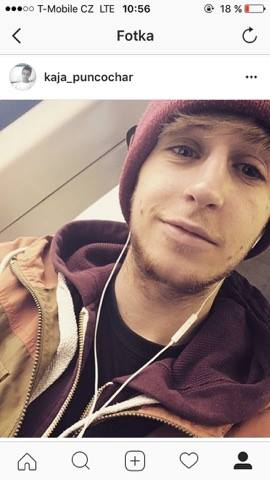 T-Mobile CZ LTE 10:56 18 %
Fotka
kaja_puncochar